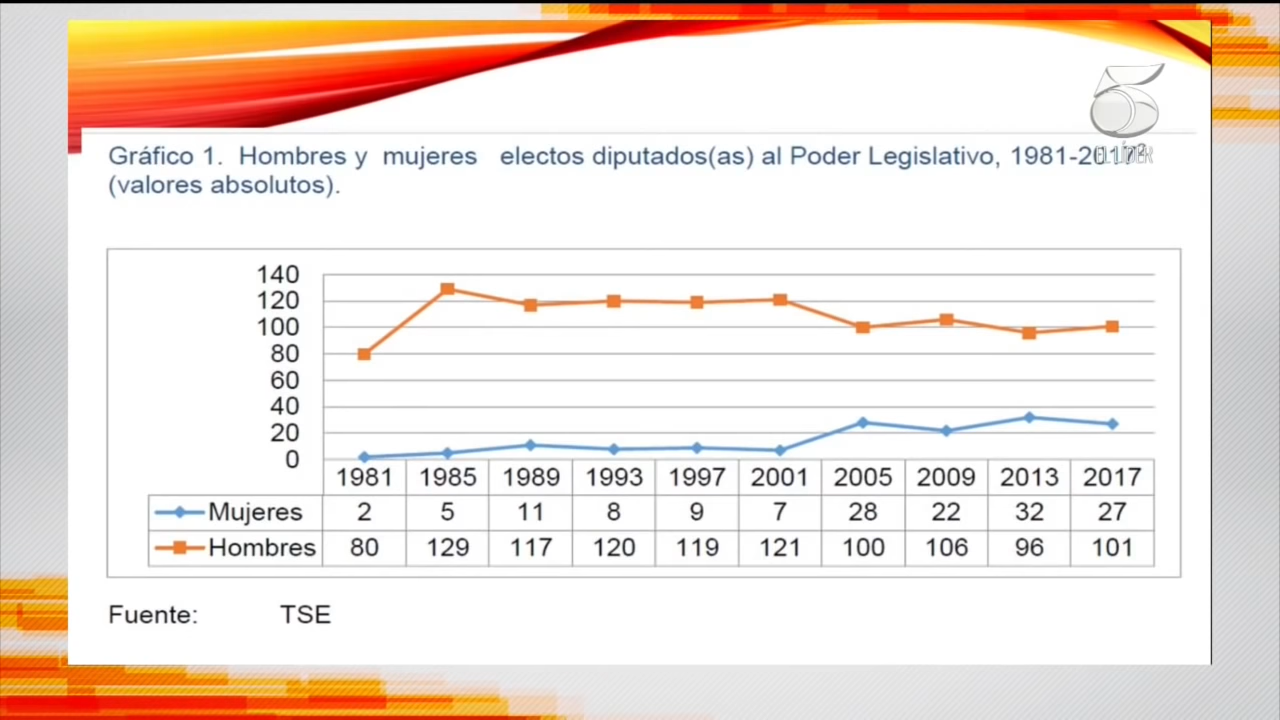 5
Gráfico 1. Hombres y mujeres electos diputados(as) al Poder Legislativo, 1981-2017
(valores absolutos).
140
120
100
80
60
40
20
0
1981 1985 1989 1993 1997 2001 2005 2009 2013 2017
Mujeres 2 5 11 8 9 7 28 22 32 27
Hombres 80 129 117 120 119 121 100 106 96 101
Fuente: TSE